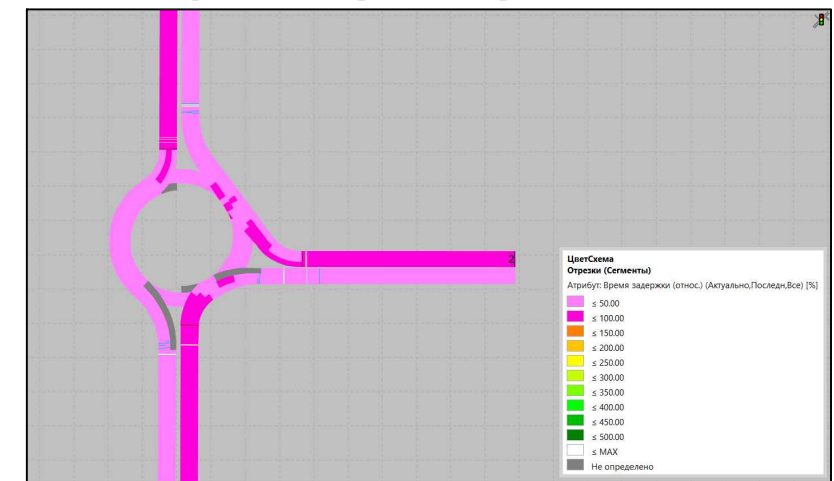 2
ЦветСхема
Отрезки (Сегменты)
Атрибут: Время задержки (относ.) (Актуально,Последн,Все) [%]
≤ 50.00
≤ 100.00
≤ 150.00
≤ 200.00
≤ 250.00
≤ 300.00
≤ 350.00
≤ 400.00
≤ 450.00
≤ 500.00
≤ MAX
Не определено